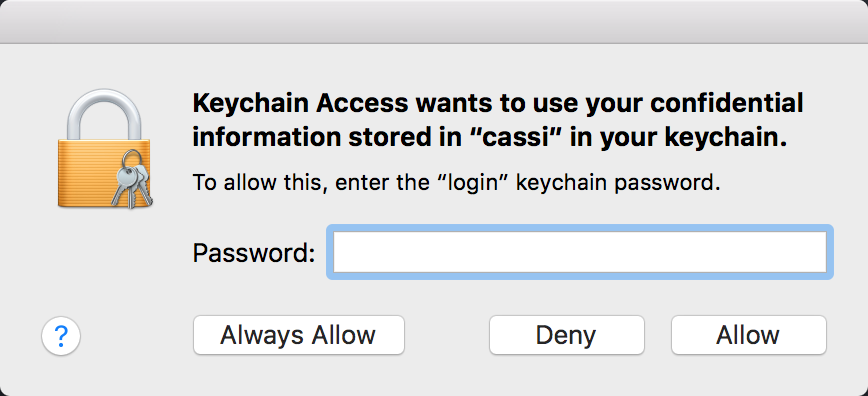 Keychain Access wants to use your confidential
information stored in “cassi” in your keychain.
To allow this, enter the “login” keychain password.
Password:
? Always Allow Deny Allow